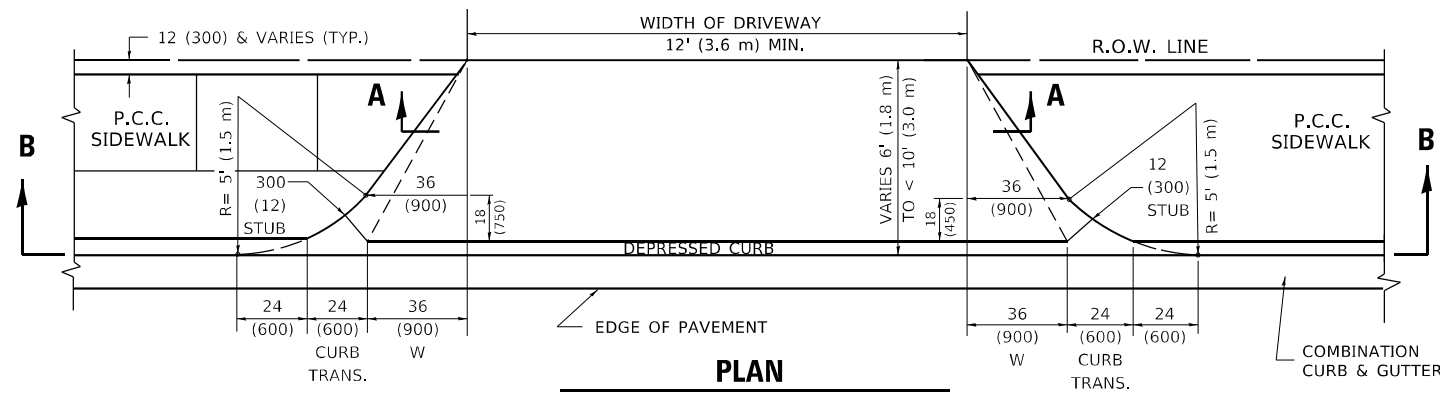 WIDTH OF DRIVEWAY
12' (3.6 m) MIN.
12 (300) & VARIES (TYP.)
R.O.W. LINE
A
A
P.C.C.
SIDEWALK
P.C.C.
SIDEWALK
B
B
R= 5' (1.5 m)
300
(12)
STUB
36
(900)
18
(750)
VARIES 6' (1.8 m)
TO < 10' (3.0 m)
36
(900)
18
(450)
12
(300)
STUB
R= 5' (1.5 m)
DEPRESSED CURB
24
(600)
24
(600)
CURB
TRANS.
36
(900)
W
EDGE OF PAVEMENT
36
(900)
W
24
(600)
CURB
TRANS.
24
(600)
COMBINATION
CURB & GUTTER
PLAN